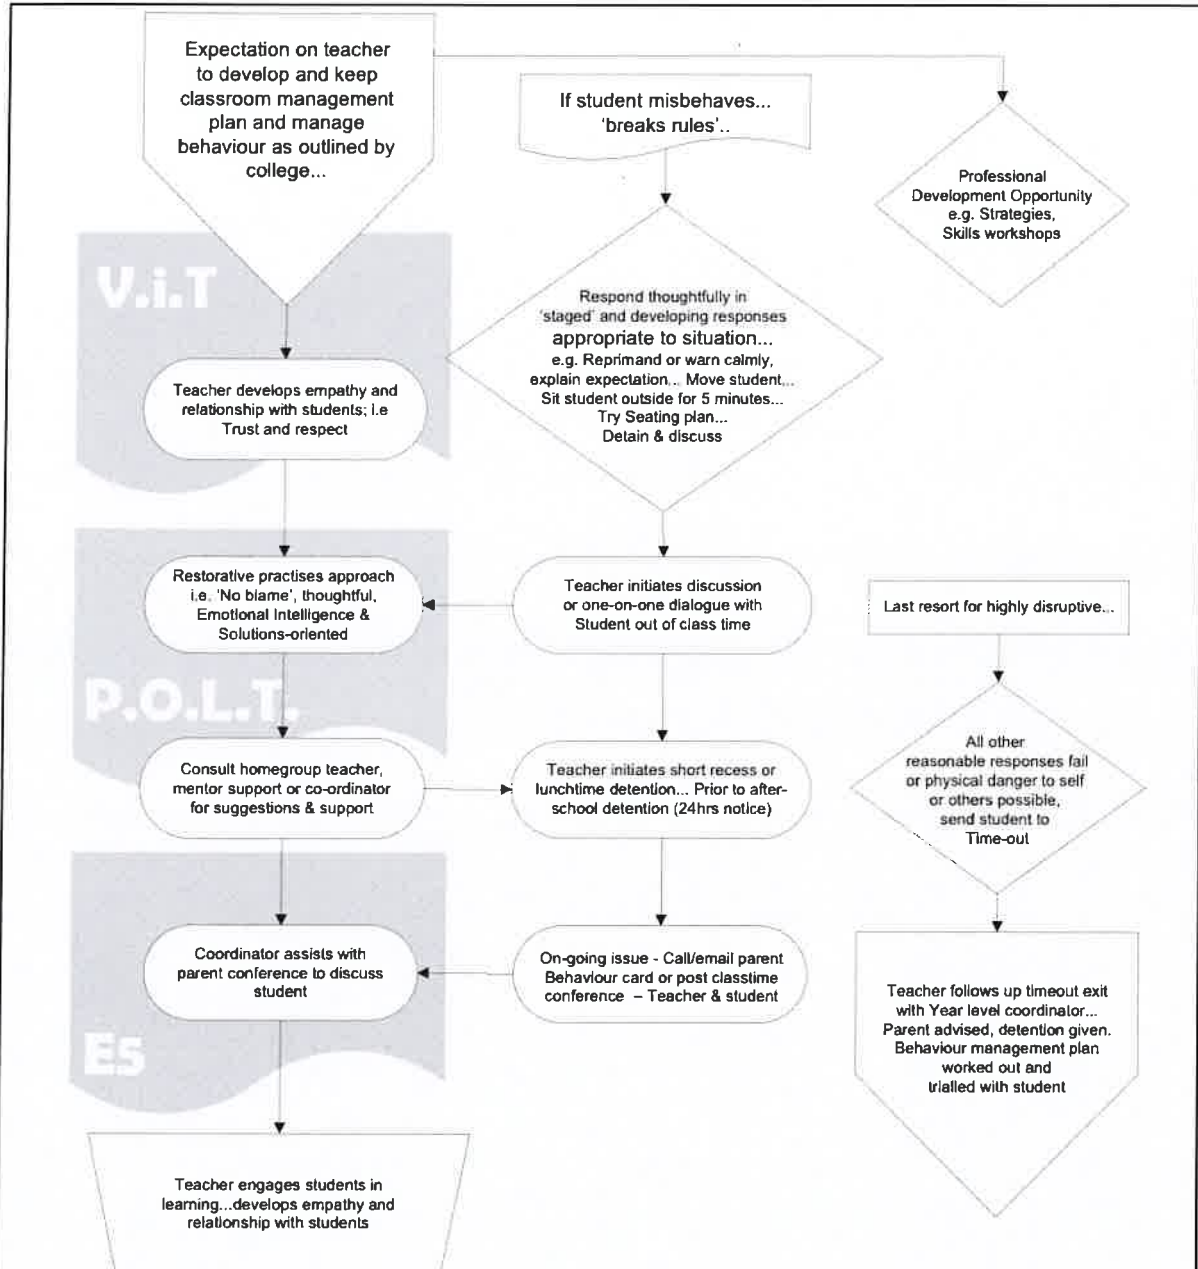 Expectation on teacher
to develop and keep
classroom management
plan and manage
behaviour as outlined by
college...
If student misbehaves...
'breaks rules'..
Professional
Development Opportunity
e.g. Strategies,
Skills workshops
V.i.T
Respond thoughtfully in
'staged' and developing responses
appropriate to situation...
e.g. Reprimand or warn calmly,
explain expectation... Move student...
Sit student outside for 5 minutes...
Try Seating plan...
Detain & discuss
Teacher develops empathy and
relationship with students; i.e
Trust and respect
Restorative practises approach
i.e. 'No blame', thoughtful,
Emotional Intelligence &
Solutions-oriented
Teacher initiates discussion
or one-on-one dialogue with
Student out of class time
Last resort for highly disruptive...
P.O.L.T.
Consult homegroup teacher,
mentor support or co-ordinator
for suggestions & support
Teacher initiates short recess or
lunchtime detention... Prior to after-
school detention (24hrs notice)
All other
reasonable responses fail
or physical danger to self
or others possible,
send student to
Time-out
Coordinator assists with
parent conference to discuss
student
On-going issue - Call/email parent
Behaviour card or post classtime
conference – Teacher & student
Teacher follows up timeout exit
with Year level coordinator...
Parent advised, detention given.
Behaviour management plan
worked out and
trialled with student
E5
Teacher engages students in
learning...develops empathy and
relationship with students